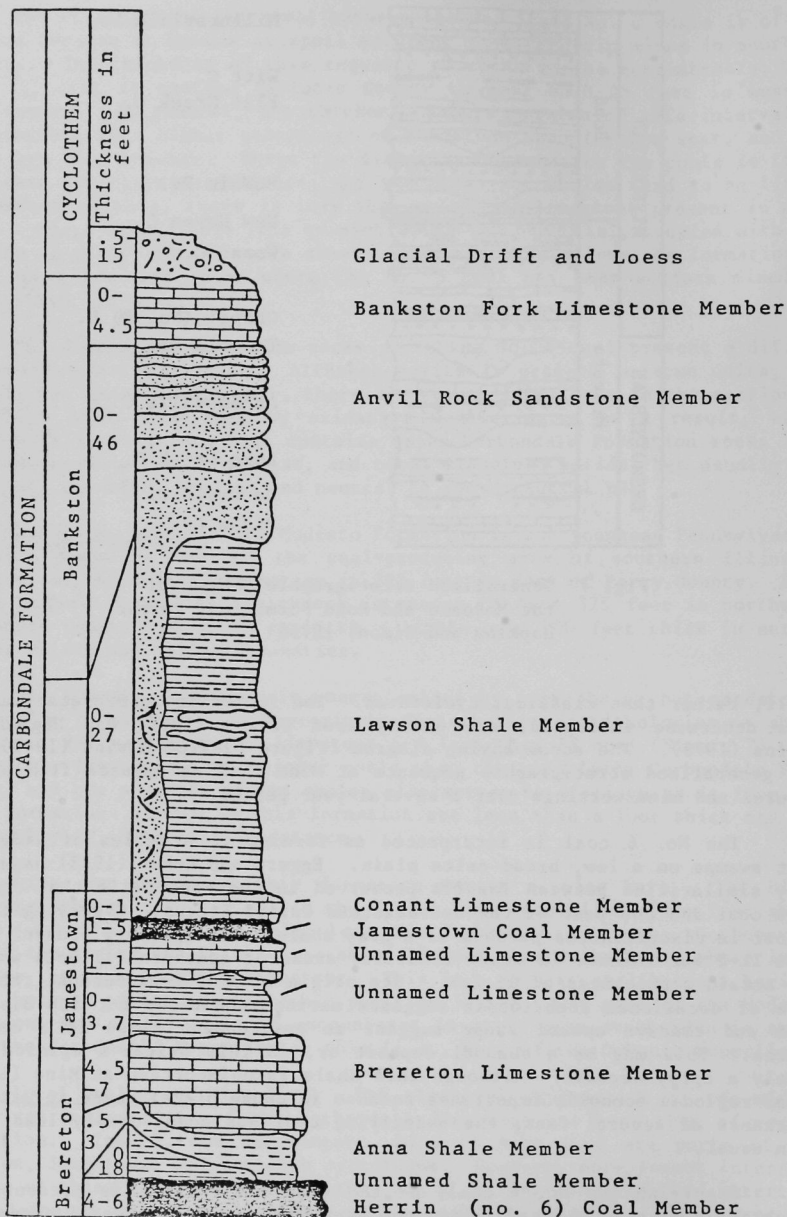 CYCLOTHEM
Thickness in
feet
CARBONDALE FORMATION
Bankston
Jamestown
Brereton
.5-
15
Glacial Drift and Loess
0-
4.5
Bankston Fork Limestone Member
0-
46
Anvil Rock Sandstone Member
0-
27
Lawson Shale Member
0-1
Conant Limestone Member
1-5
Jamestown Coal Member
1.1
Unnamed Limestone Member
0-
3.7
Unnamed Limestone Member
4.5
-7
Brereton Limestone Member
.5-
3
Anna Shale Member
0
18
Unnamed Shale Member
4-6
Herrin (no. 6) Coal Member